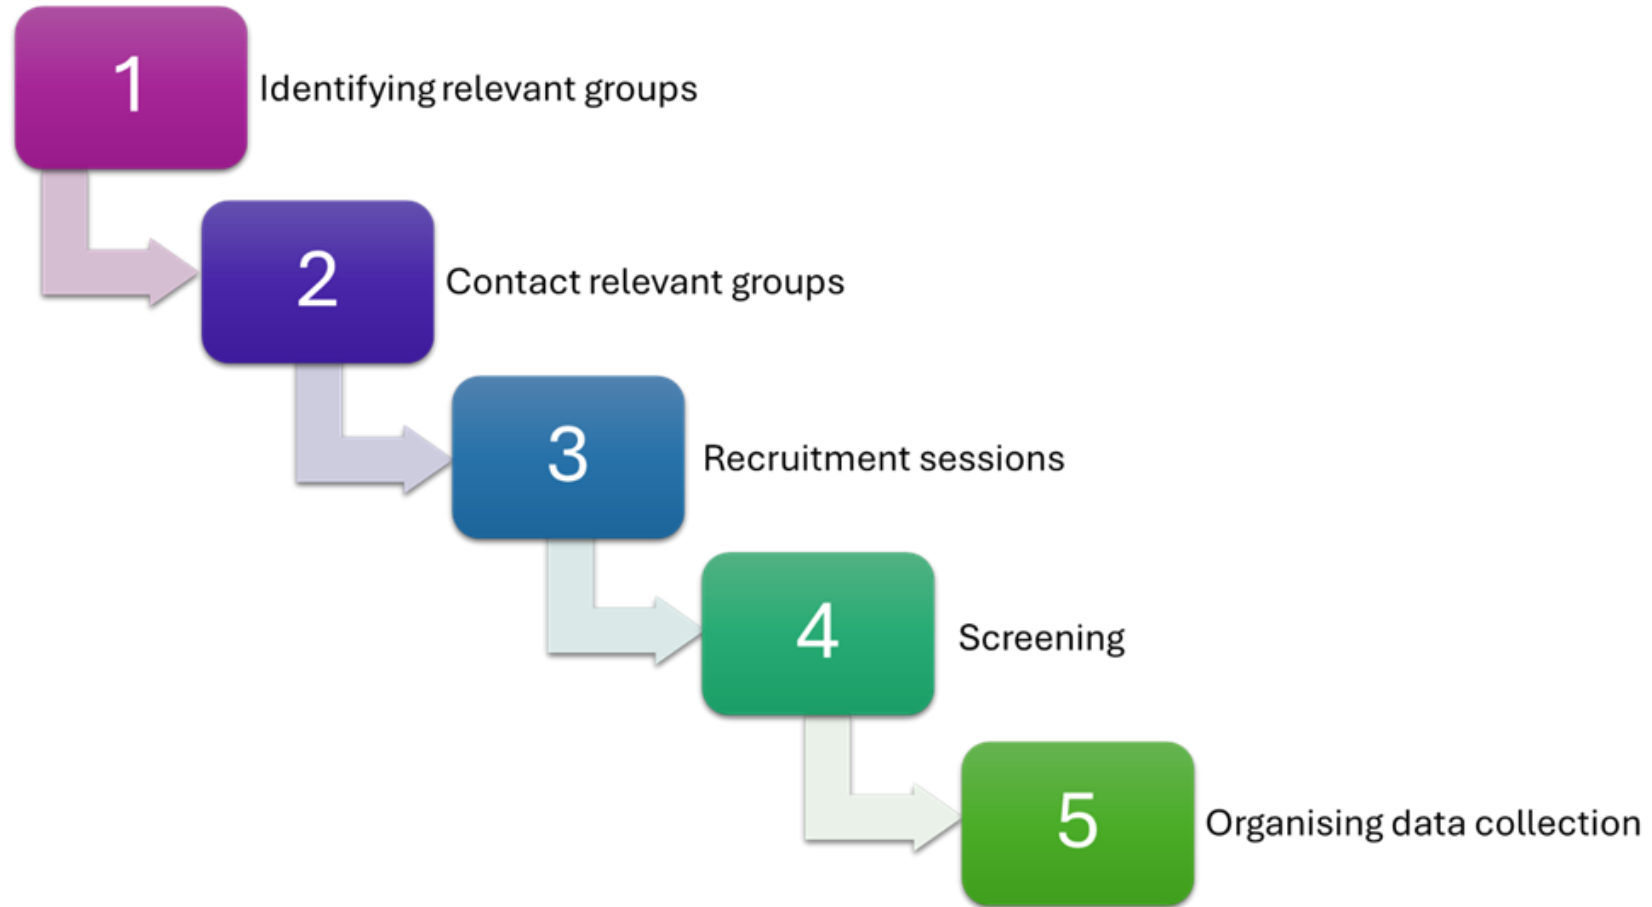 1
Identifying relevant groups
2
Contact relevant groups
3
Recruitment sessions
4
Screening
5
Organising data collection